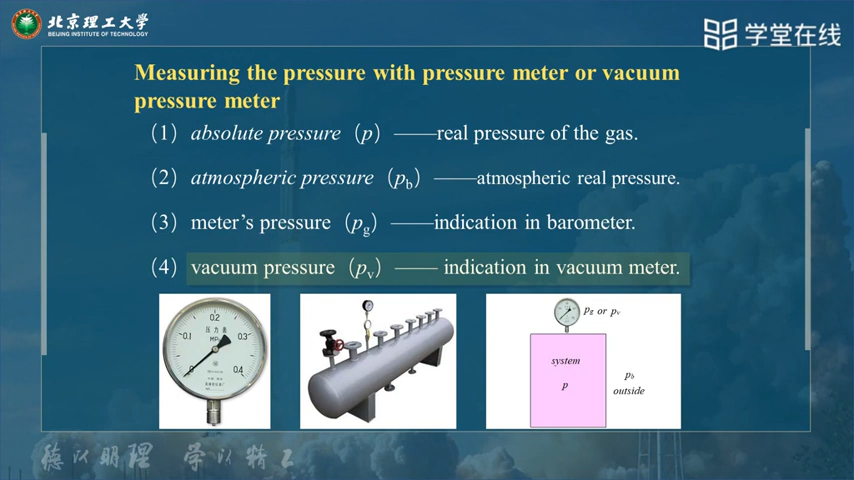 北京理工大学
BEIJING INSTITUTE OF TECHNOLOGY
学堂在线
Measuring the pressure with pressure meter or vacuum
pressure meter
（1）absolute pressure（p）——real pressure of the gas.
（2）atmospheric pressure（pb）——atmospheric real pressure.
（3）meter’s pressure（pg）——indication in barometer.
（4）vacuum pressure（pv）—— indication in vacuum meter.
0.2
0.1
压力表
0.3
MPa
0
0.4
pg or pv
system
p
pb
outside
德以明理 学以精工